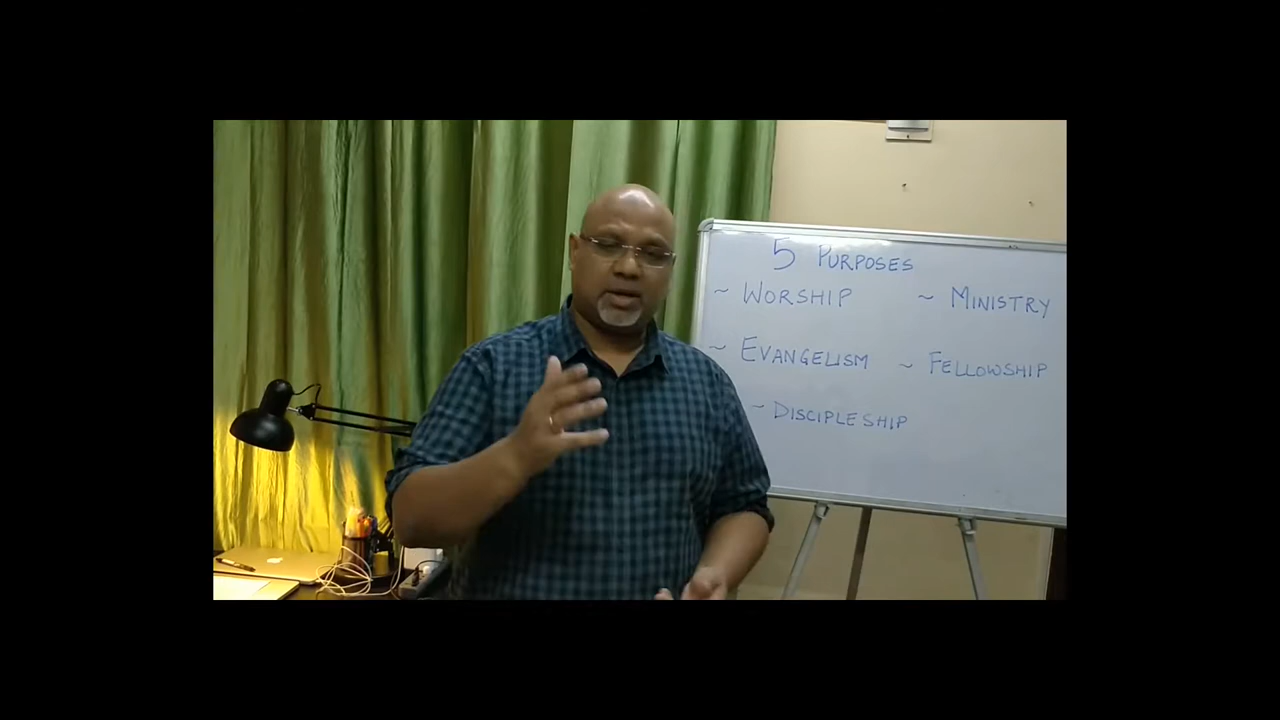 5 PURPOSES
~ WORSHIP ~ MINISTRY
~ EVANGELISM ~ FELLOWSHIP
~ DISCIPLESHIP